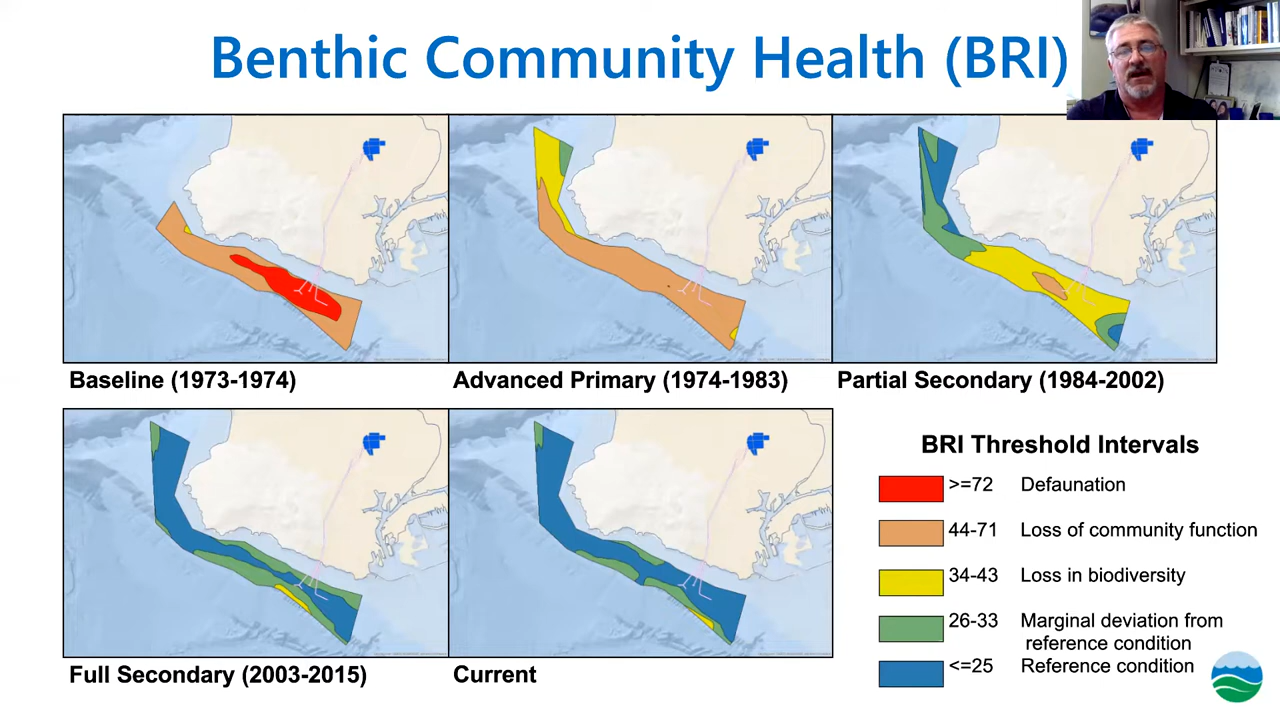 Benthic Community Health (BRI)
Baseline (1973-1974)
Advanced Primary (1974-1983)
Partial Secondary (1984-2002)
Full Secondary (2003-2015)
Current
BRI Threshold Intervals
>=72 Defaunation
44-71 Loss of community function
34-43 Loss in biodiversity
26-33 Marginal deviation from
reference condition
<=25 Reference condition